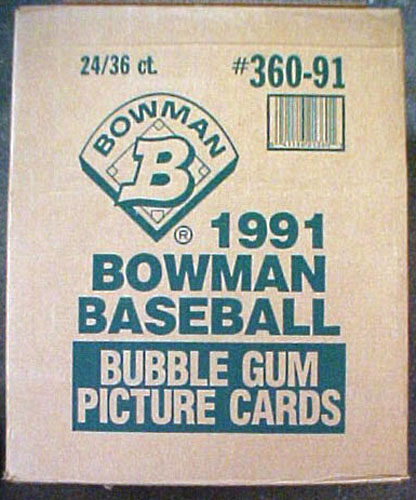 24/36 ct.
#360-91
BOWMAN
B
® 1991
BOWMAN
BASEBALL
BUBBLE GUM
PICTURE CARDS